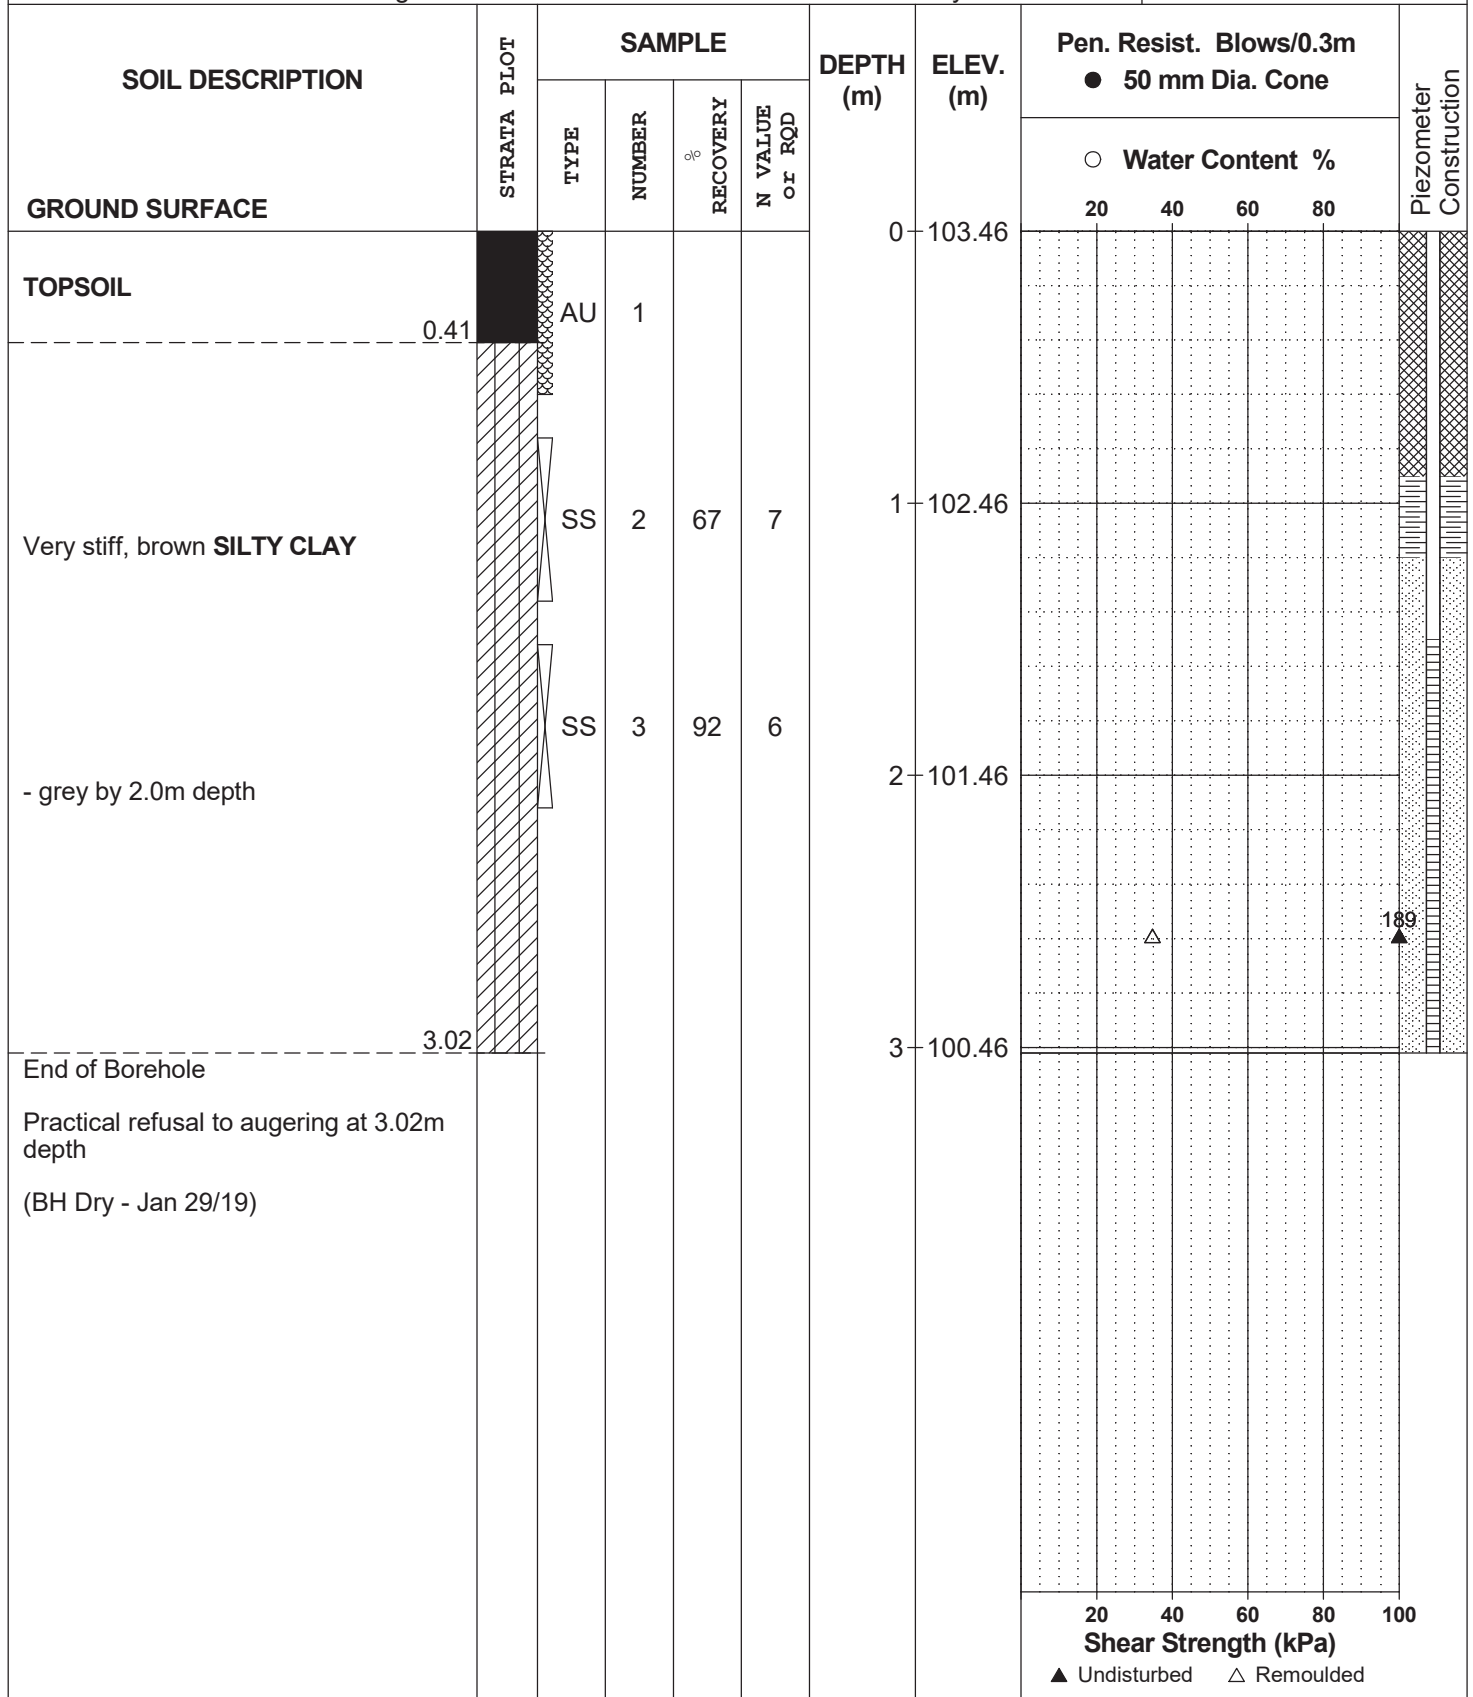 SOIL DESCRIPTION
GROUND SURFACE
STRATA PLOT
SAMPLE
TYPE
NUMBER
% RECOVERY
N VALUE or RQD
DEPTH (m)
ELEV. (m)
Pen. Resist. Blows/0.3m
● 50 mm Dia. Cone
○ Water Content %
20 40 60 80
Piezometer Construction
0 103.46
TOPSOIL
0.41
AU 1
1 102.46
SS 2 67 7
Very stiff, brown SILTY CLAY
SS 3 92 6
2 101.46
- grey by 2.0m depth
189
3.02
3 100.46
End of Borehole
Practical refusal to augering at 3.02m
depth
(BH Dry - Jan 29/19)
20 40 60 80 100
Shear Strength (kPa)
▲ Undisturbed △ Remoulded